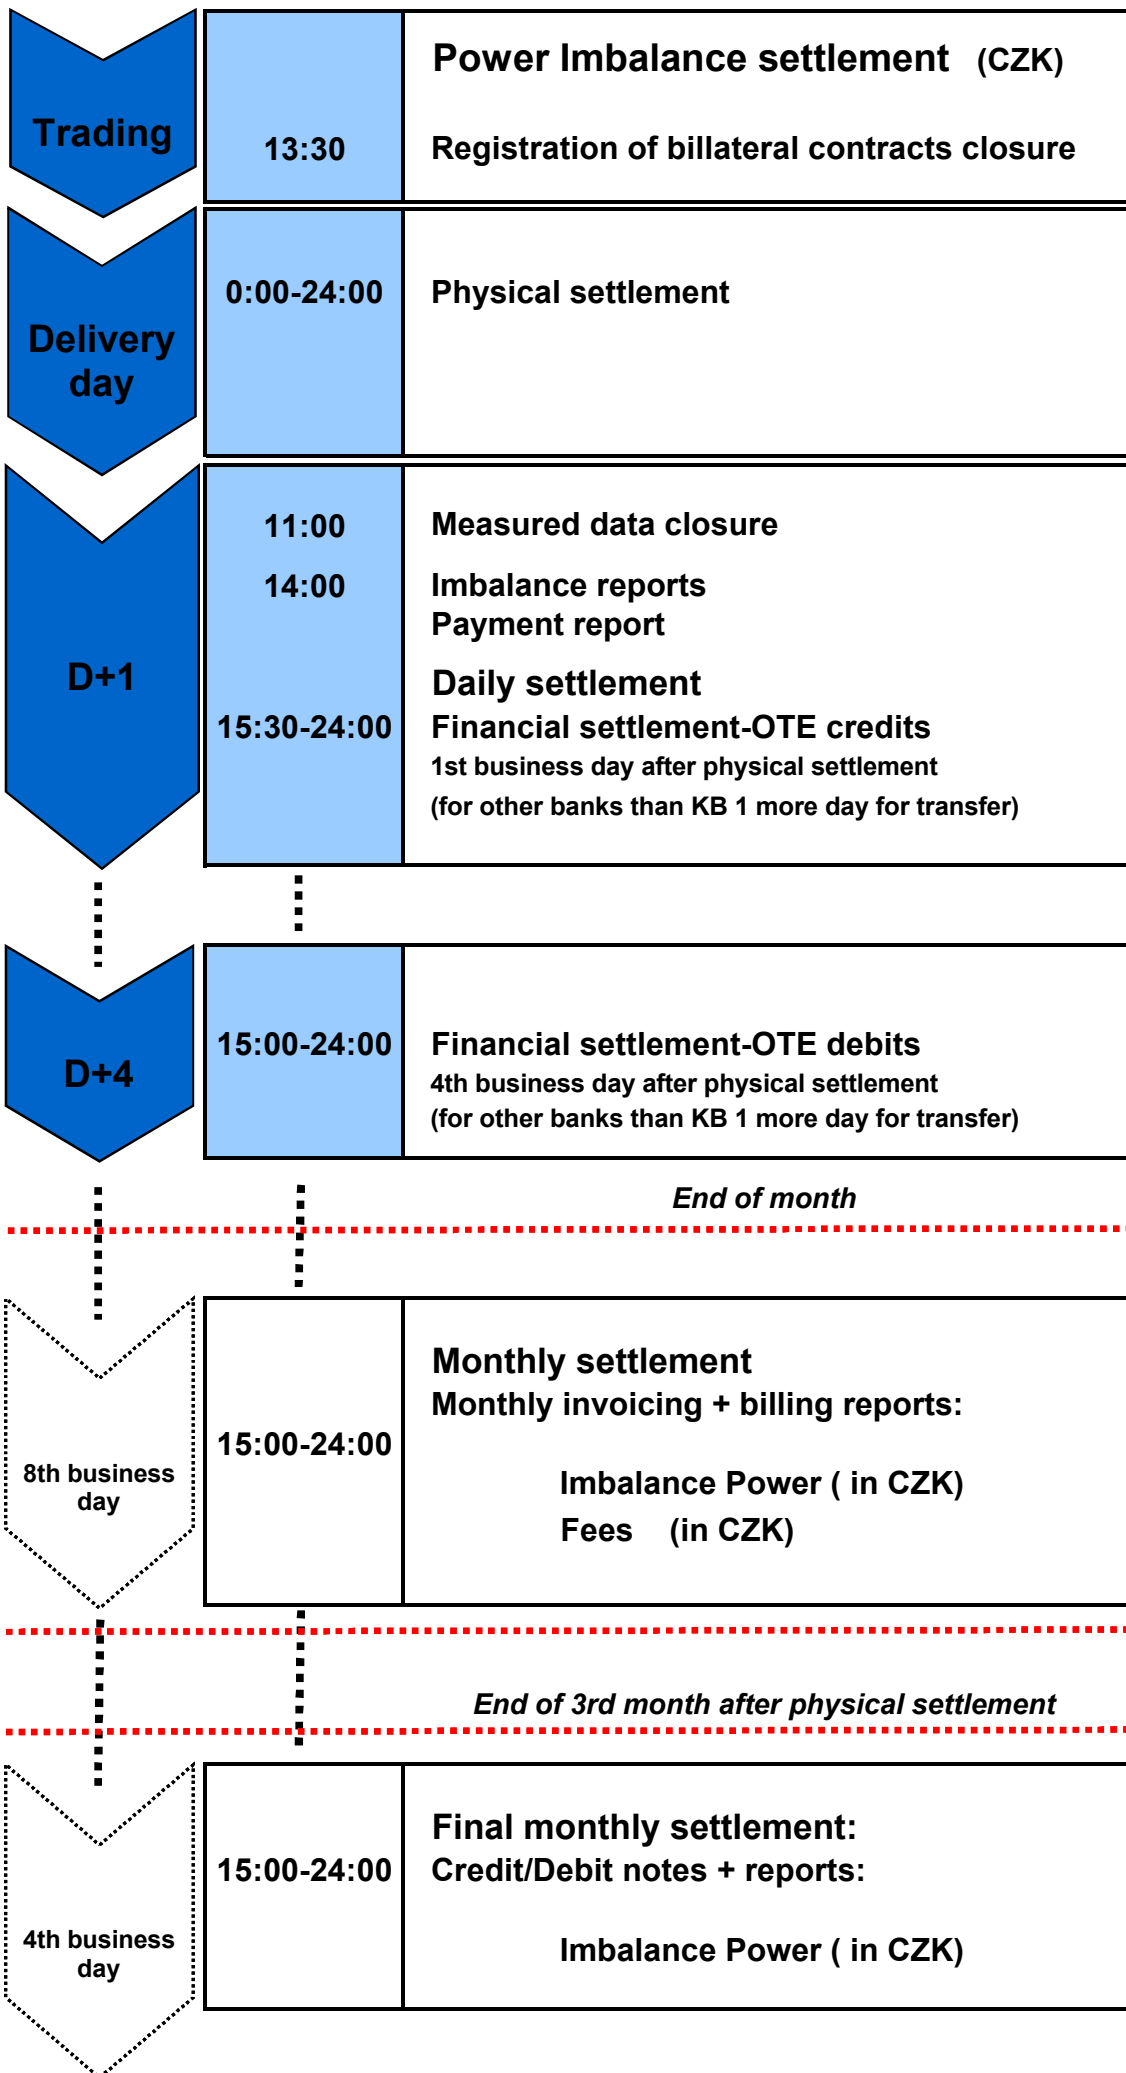 Power Imbalance settlement (CZK)
Trading
13:30 Registration of billateral contracts closure
0:00-24:00 Physical settlement
Delivery
day
11:00 Measured data closure
14:00 Imbalance reports
Payment report
D+1
Daily settlement
15:30-24:00 Financial settlement-OTE credits
1st business day after physical settlement
(for other banks than KB 1 more day for transfer)
15:00-24:00 Financial settlement-OTE debits
D+4
4th business day after physical settlement
(for other banks than KB 1 more day for transfer)
End of month
Monthly settlement
Monthly invoicing + billing reports:
15:00-24:00
8th business
day
Imbalance Power ( in CZK)
Fees (in CZK)
End of 3rd month after physical settlement
Final monthly settlement:
15:00-24:00 Credit/Debit notes + reports:
4th business
day
Imbalance Power ( in CZK)